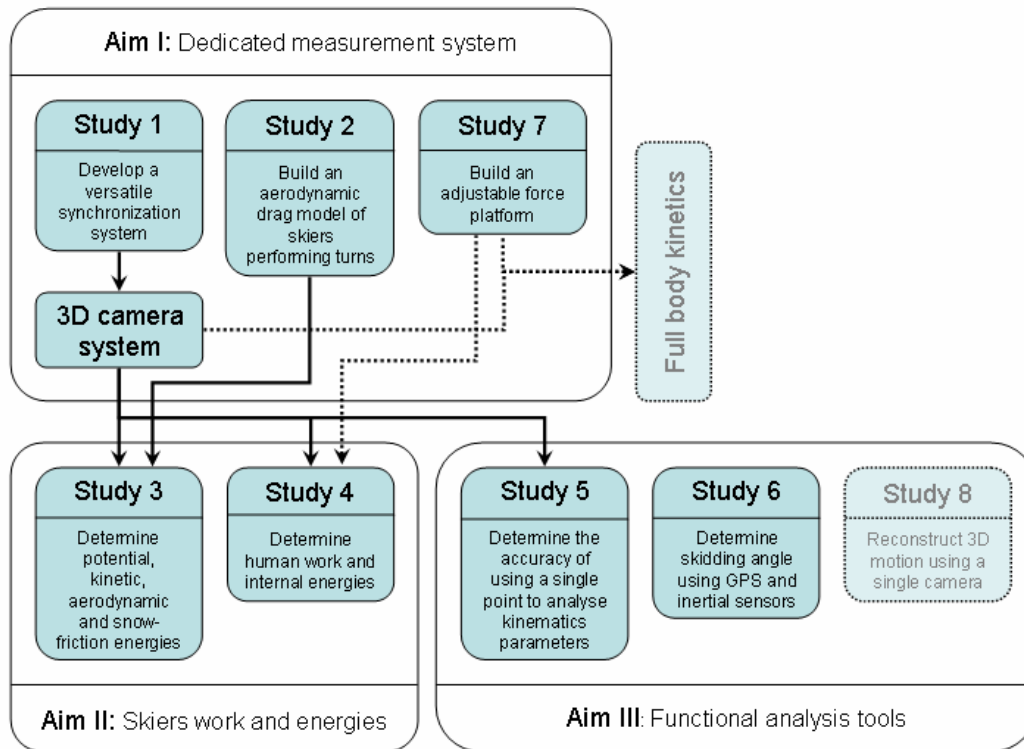 Aim I: Dedicated measurement system
Study 1
Develop a
versatile
synchronization
system
Study 2
Build an
aerodynamic
drag model of
skiers
performing turns
Study 7
Build an
adjustable force
platform
3D camera
system
Full body kinetics
Study 3
Determine
potential,
kinetic,
aerodynamic
and snow-
friction energies
Study 4
Determine
human work and
internal energies
Aim II: Skiers work and energies
Study 5
Determine the
accuracy of
using a single
point to analyse
kinematics
parameters
Study 6
Determine
skidding angle
using GPS and
inertial sensors
Study 8
Reconstruct 3D
motion using a
single camera
Aim III: Functional analysis tools